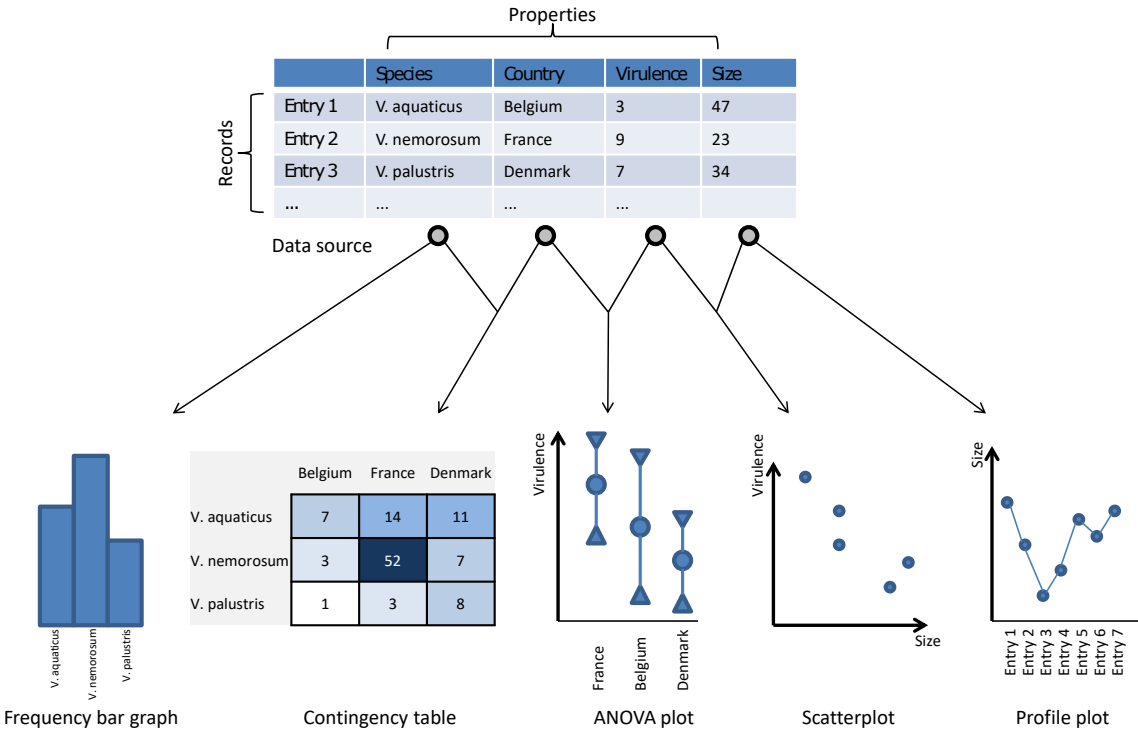 Properties
Species Country Virulence Size
Records
Entry 1 V. aquaticus Belgium 3 47
Entry 2 V. nemorosum France 9 23
Entry 3 V. palustris Denmark 7 34
... ... ... ...
Data source
V. aquaticus
V. nemorosum
V. palustris
Frequency bar graph
Belgium France Denmark
V. aquaticus 7 14 11
V. nemorosum 3 52 7
V. palustris 1 3 8
Contingency table
Virulence
France
Belgium
Denmark
ANOVA plot
Virulence
Size
Scatterplot
Size
Entry 1
Entry 2
Entry 3
Entry 4
Entry 5
Entry 6
Entry 7
Profile plot